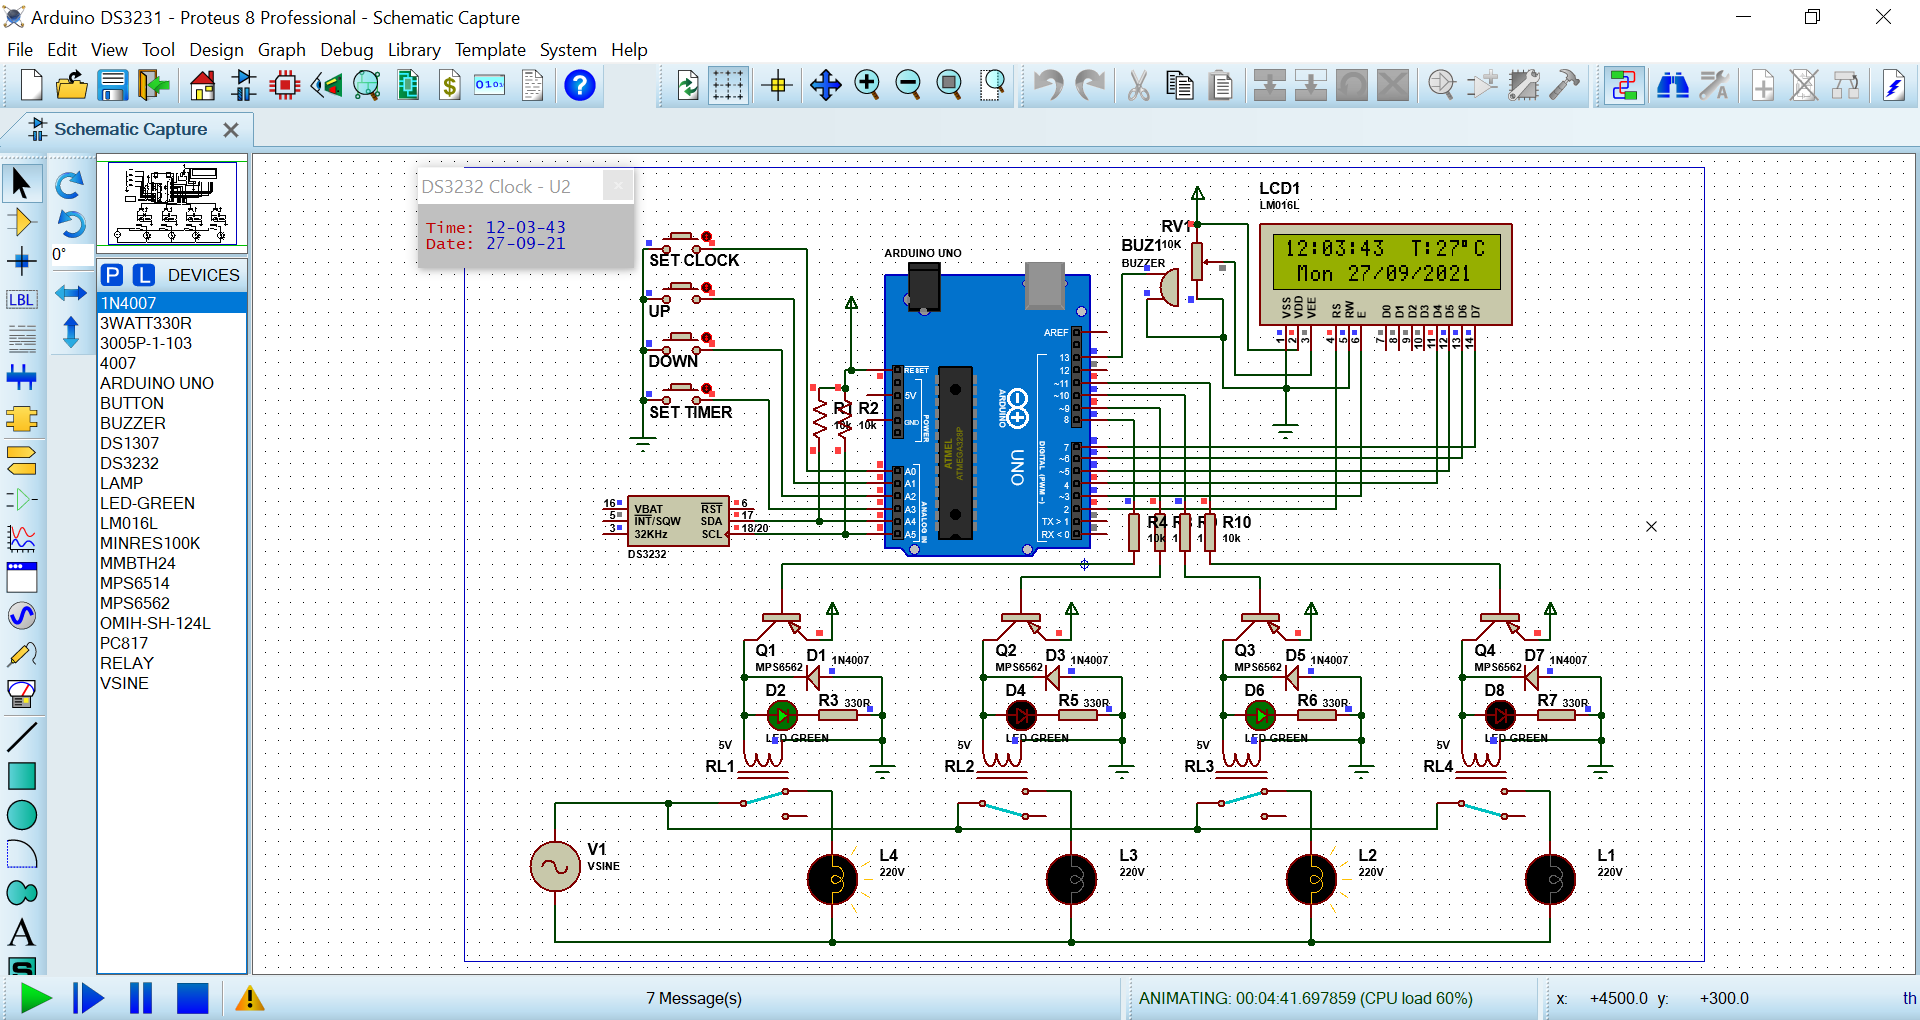 Arduino DS3231 - Proteus 8 Professional - Schematic Capture
File Edit View Tool Design Graph Debug Library Template System Help
Schematic Capture
0°
P L DEVICES
1N4007
3WATT330R
3005P-1-103
4007
ARDUINO UNO
BUTTON
BUZZER
DS1307
DS3232
LAMP
LED-GREEN
LM016L
MINRES100K
MMBTH24
MPS6514
MPS6562
OMIH-SH-124L
PC817
RELAY
VSINE
LBL
DS3232 Clock - U2
Time: 12-03-43
Date: 27-09-21
SET CLOCK
UP
DOWN
SET TIMER
R1 R2
10k 10k
16 VBAT RST 6
5 INT/SQW SDA 17
3 32KHz SCL 18/20
DS3232
ARDUINO UNO
RESET
5V
GND
POWER
A0
A1
A2
A3
A4
A5
ANALOG IN
ATMEL
ATMEGA328P
ARDUINO
UNO
DIGITAL (PWM ~)
AREF
13
12
~11
~10
~9
8
7
~6
~5
4
~3
2
TX > 1
RX < 0
RV1
10K
BUZ1
BUZZER
LCD1
LM016L
12:03:43 T:27°C
Mon 27/09/2021
VSS VDD VEE RS RW E D0 D1 D2 D3 D4 D5 D6 D7
1 2 3 4 5 6 7 8 9 10 11 12 13 14
R4 R10
10k 10k
Q1
MPS6562
D1 1N4007
D2
LED-GREEN
R3 330R
5V
RL1
Q2
MPS6562
D3 1N4007
D4
LED-GREEN
R5 330R
5V
RL2
Q3
MPS6562
D5 1N4007
D6
LED-GREEN
R6 330R
5V
RL3
Q4
MPS6562
D7 1N4007
D8
LED-GREEN
R7 330R
5V
RL4
V1
VSINE
L4
220V
L3
220V
L2
220V
L1
220V
7 Message(s)
ANIMATING: 00:04:41.697859 (CPU load 60%)
x: +4500.0 y: +300.0 th